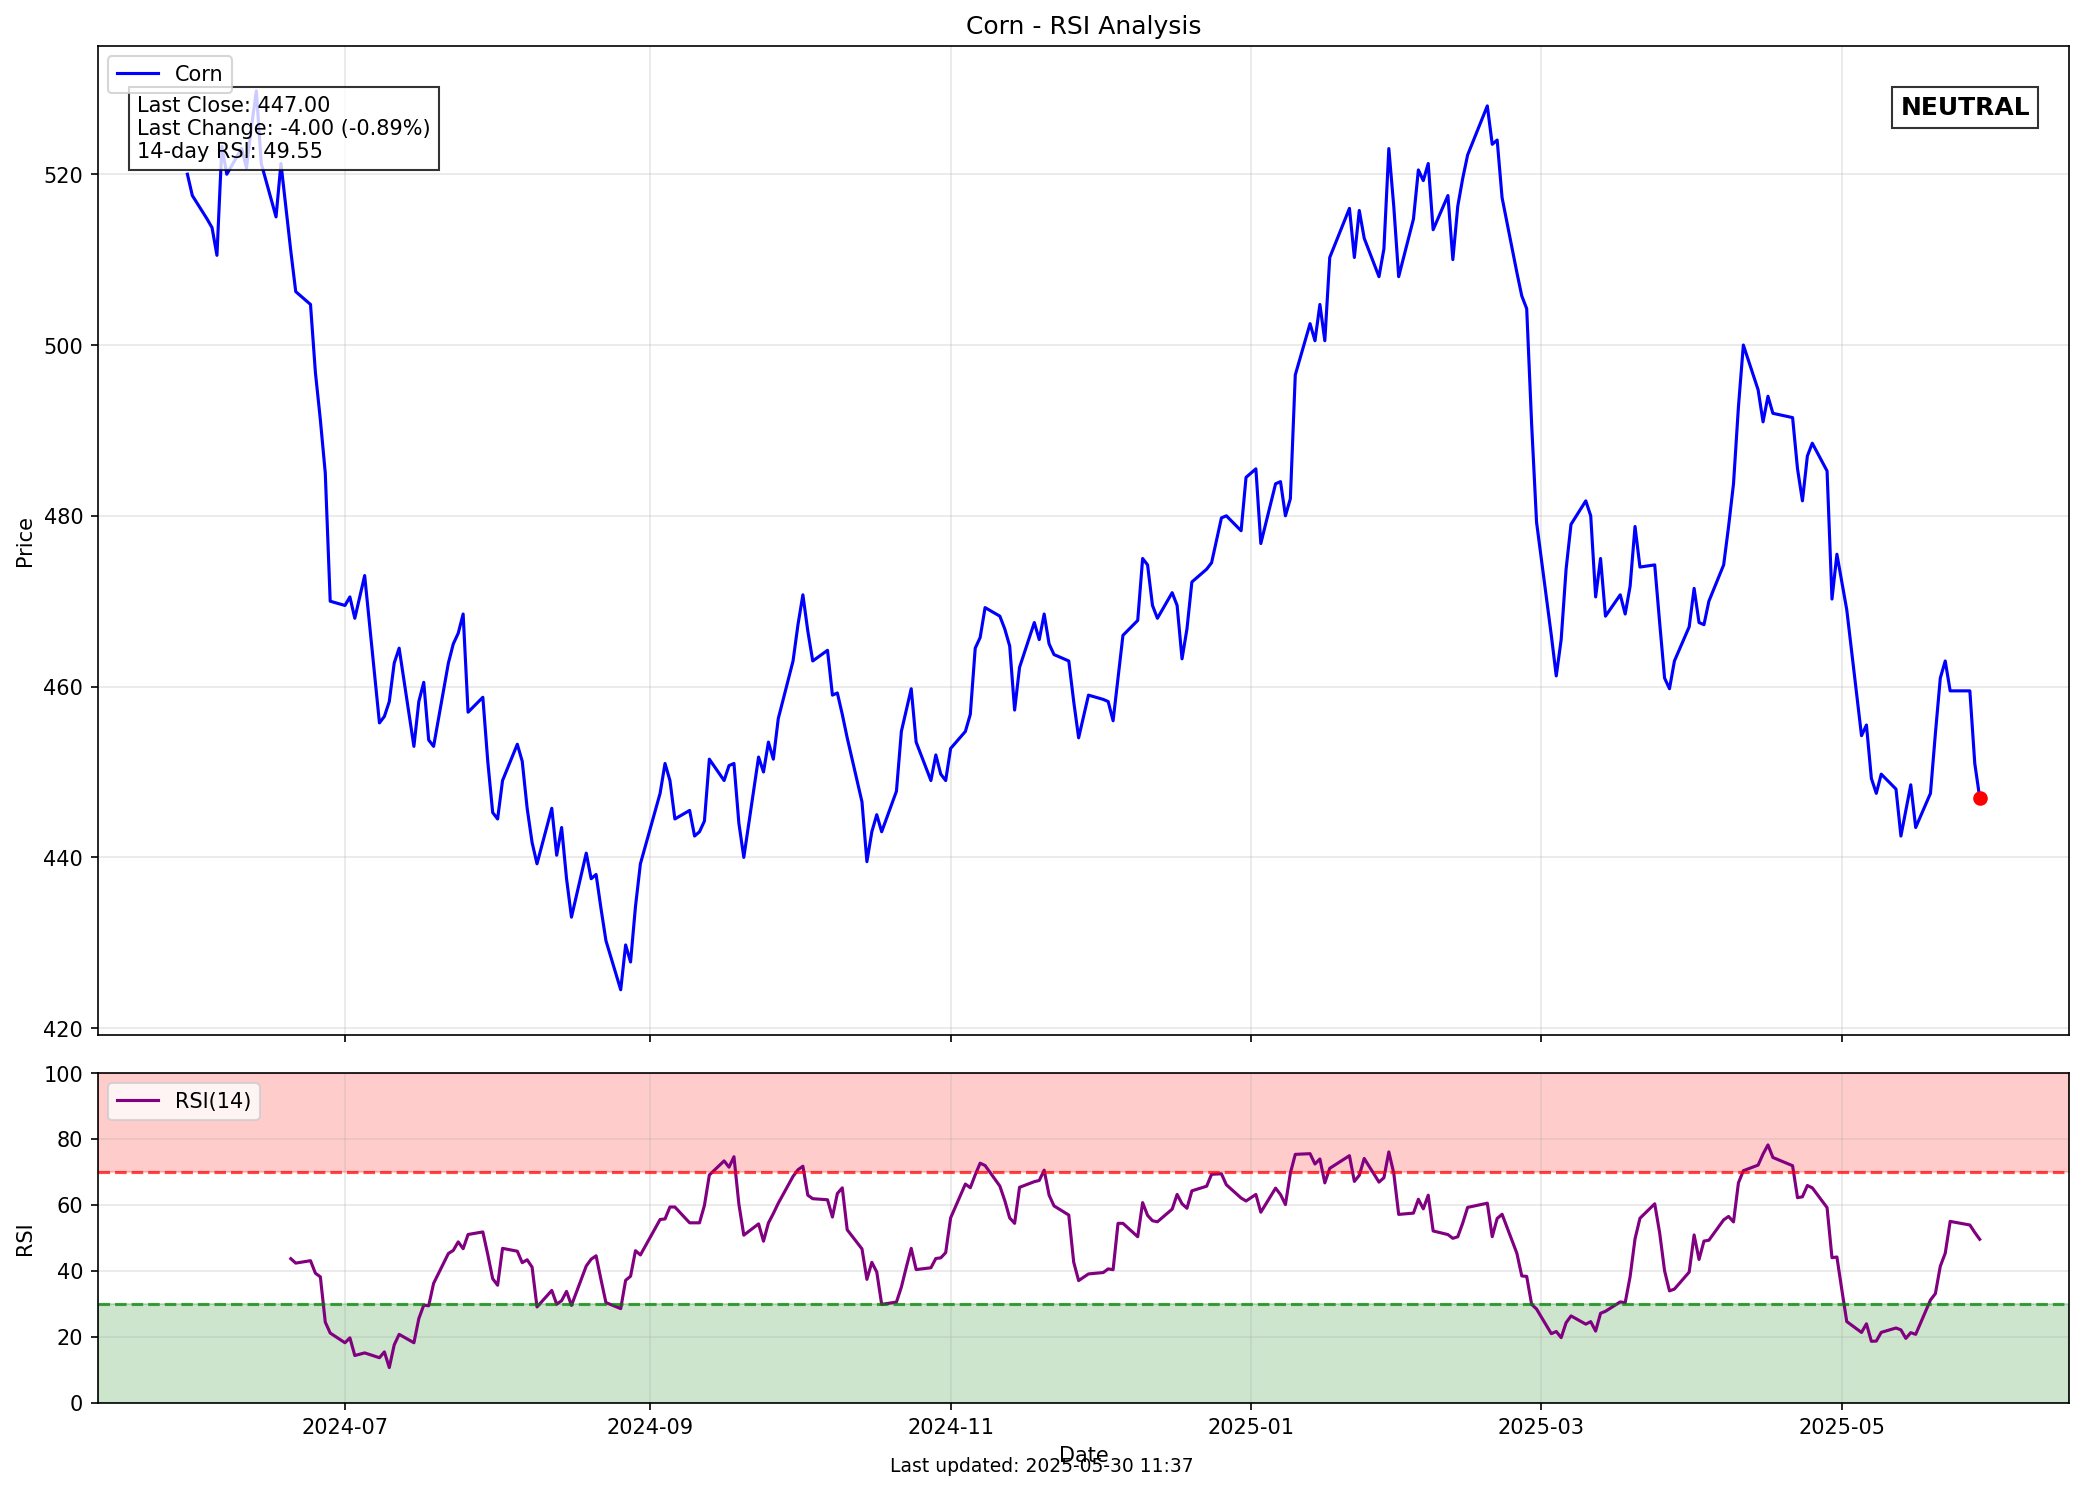 Corn - RSI Analysis
Corn
Last Close: 447.00
Last Change: -4.00 (-0.89%)
14-day RSI: 49.55
NEUTRAL
Price
520
500
480
460
440
420
RSI(14)
RSI
100
80
60
40
20
0
2024-07
2024-09
2024-11
2025-01
2025-03
2025-05
Date
Last updated: 2025-05-30 11:37